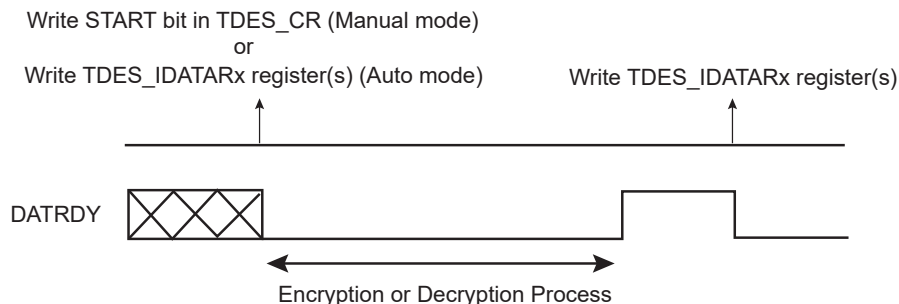 Write START bit in TDES_CR (Manual mode)
or
Write TDES_IDATARx register(s) (Auto mode)
Write TDES_IDATARx register(s)
DATRDY
Encryption or Decryption Process